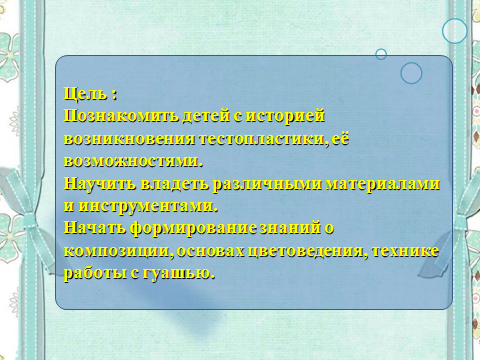 Цель :
Познакомить детей с историей
возникновения тестопластики, её
возможностями.
Научить владеть различными материалами
и инструментами.
Начать формирование знаний о
композиции, основах цветоведения, технике
работы с гуашью.